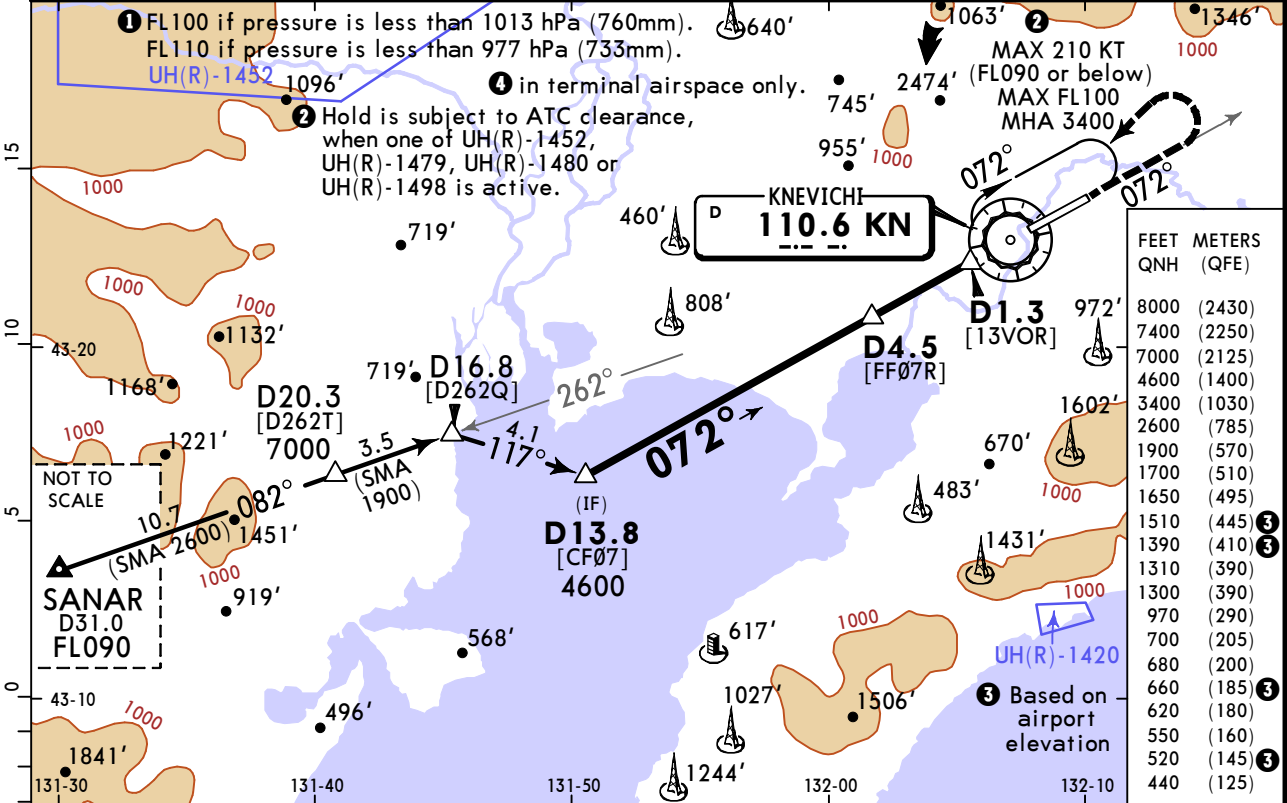 ❶ FL100 if pressure is less than 1013 hPa (760mm).
FL110 if pressure is less than 977 hPa (733mm).
UH(R)-1452
1096′
❹ in terminal airspace only.
❷ Hold is subject to ATC clearance,
when one of UH(R)-1452,
UH(R)-1479, UH(R)-1480 or
UH(R)-1498 is active.
640′
1063′
❷
1346′
1000
MAX 210 KT
(FL090 or below)
MAX FL100
MHA 3400
2474′
745′
955′
1000
072°
072°
15
1000
KNEVICHI
D 110.6 KN
460′
719′
1000
1000
808′
D1.3
[13VOR]
972′
10
43-20
1132′
1168′
719′
D16.8
[D262Q]
262°
D4.5
[FF07R]
D20.3
[D262T]
7000
3.5
(SMA
1900)
4.1
117°
072°
1602′
1000
1221′
NOT TO
SCALE
10.7
082°
(SMA 2600)
1451′
1000
670′
483′
1000
(IF)
D13.8
[CF07]
4600
5
1431′
1000
SANAR
D31.0
FL090
919′
568′
617′
1000
UH(R)-1420
0
43-10
1000
496′
1027′
1506′
❸ Based on
airport
elevation
1841′
1244′
131-30
131-40
131-50
132-00
132-10
FEET METERS
QNH (QFE)
8000 (2430)
7400 (2250)
7000 (2125)
4600 (1400)
3400 (1030)
2600 (785)
1900 (570)
1700 (510)
1650 (495)
1510 (445) ❸
1390 (410) ❸
1310 (390)
1300 (390)
970 (290)
700 (205)
680 (200)
660 (185) ❸
620 (180)
550 (160)
520 (145) ❸
440 (125)